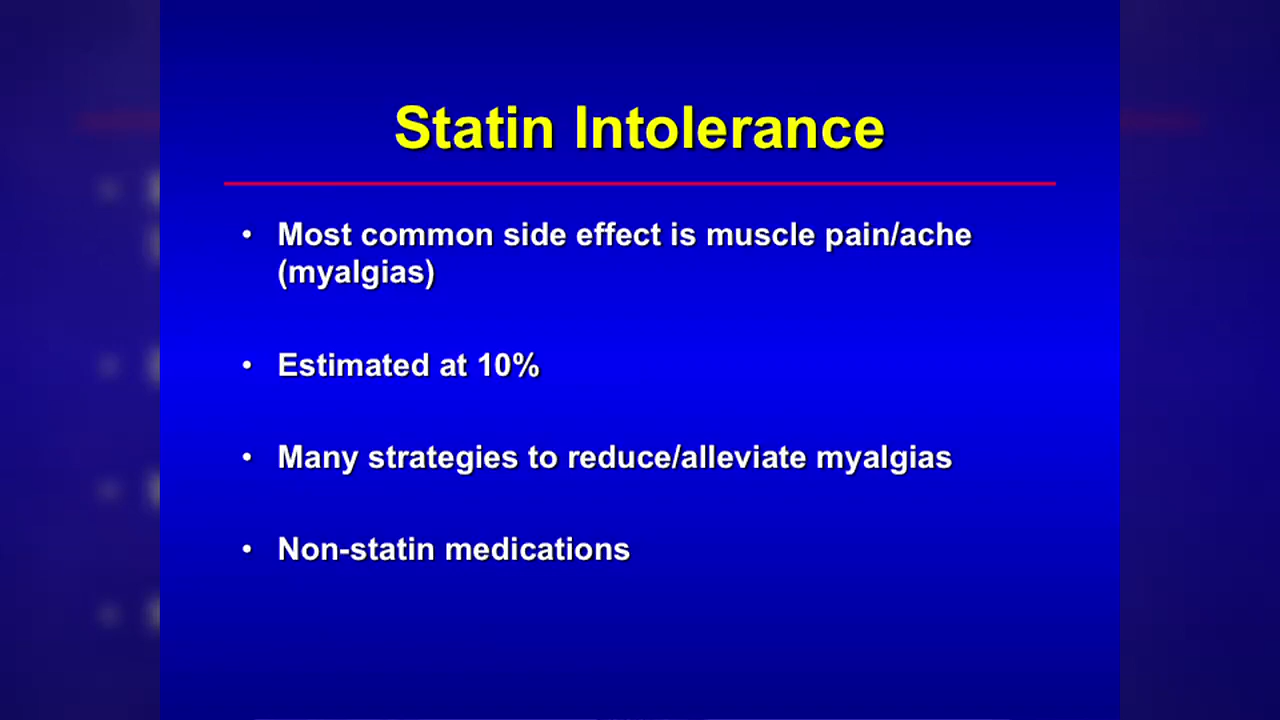 Statin Intolerance
• Most common side effect is muscle pain/ache
(myalgias)
• Estimated at 10%
• Many strategies to reduce/alleviate myalgias
• Non-statin medications